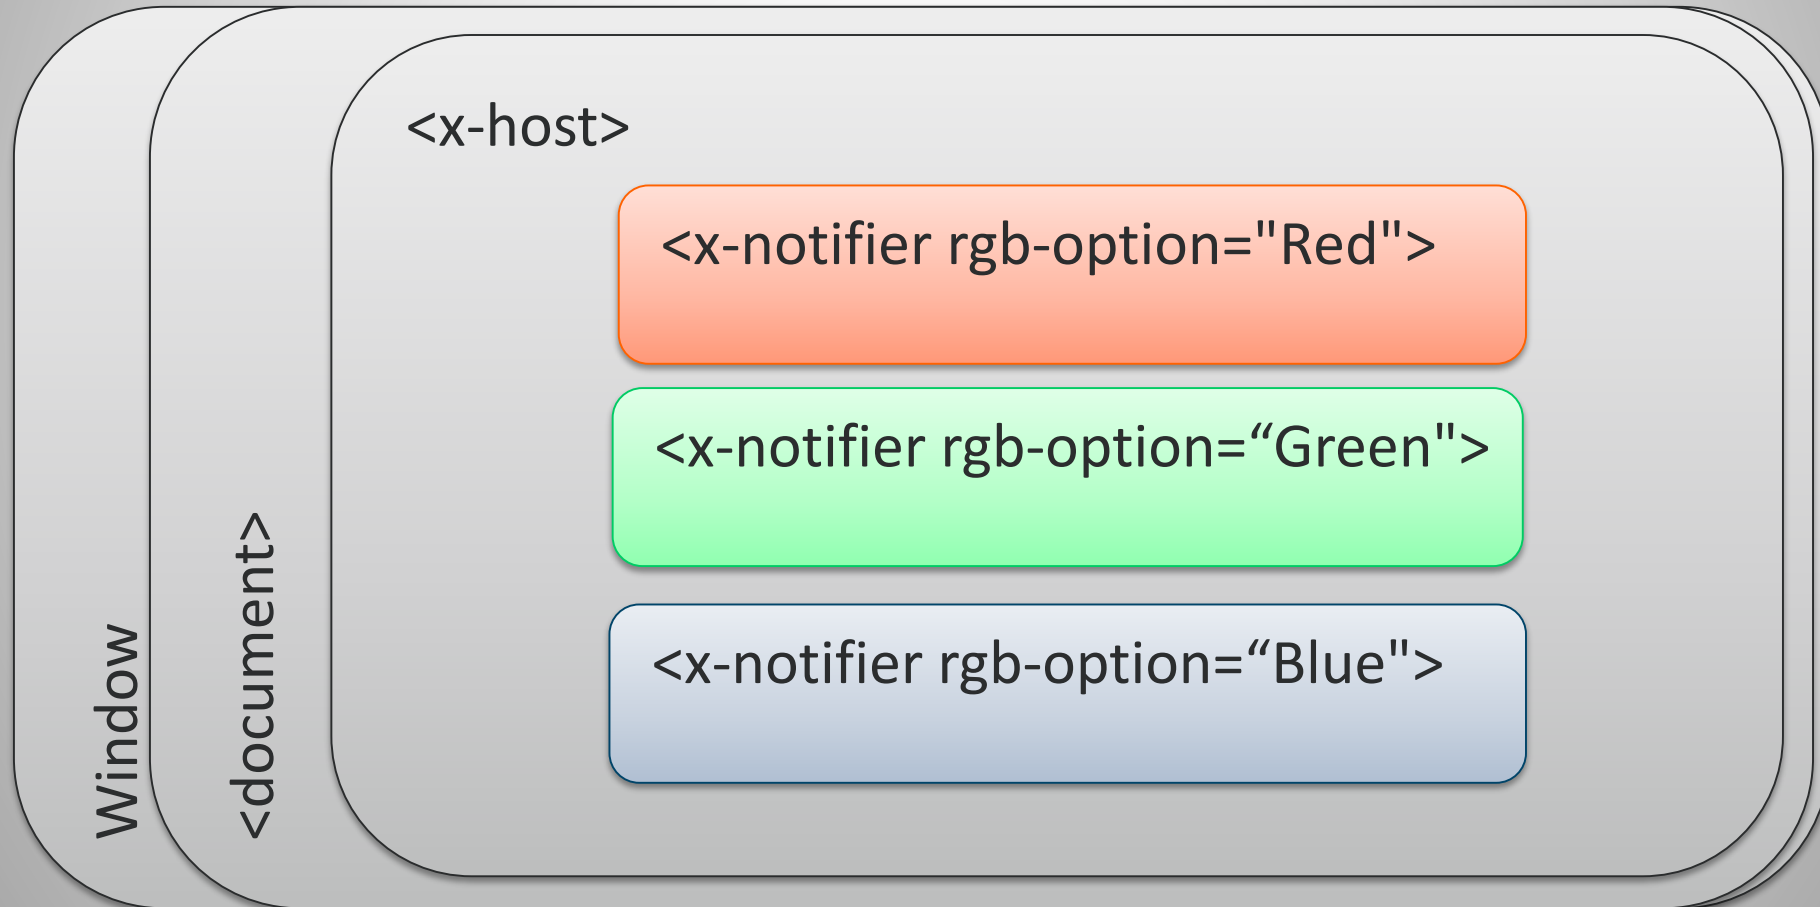 <x-host>
<x-notifier rgb-option="Red">
<x-notifier rgb-option=“Green">
<x-notifier rgb-option=“Blue">
Window
<document>